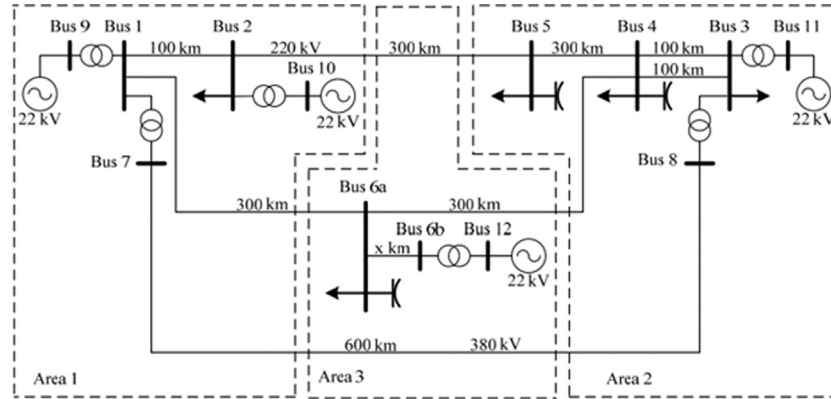 Bus 9 Bus 1 Bus 2 Bus 5 Bus 4 Bus 3 Bus 11
100 km 220 kV 300 km 300 km 100 km
100 km
Bus 10
22 kV 22 kV 22 kV
Bus 7 Bus 8
Bus 6a
300 km 300 km
Bus 6b Bus 12
x km
22 kV
600 km 380 kV
Area 1 Area 3 Area 2